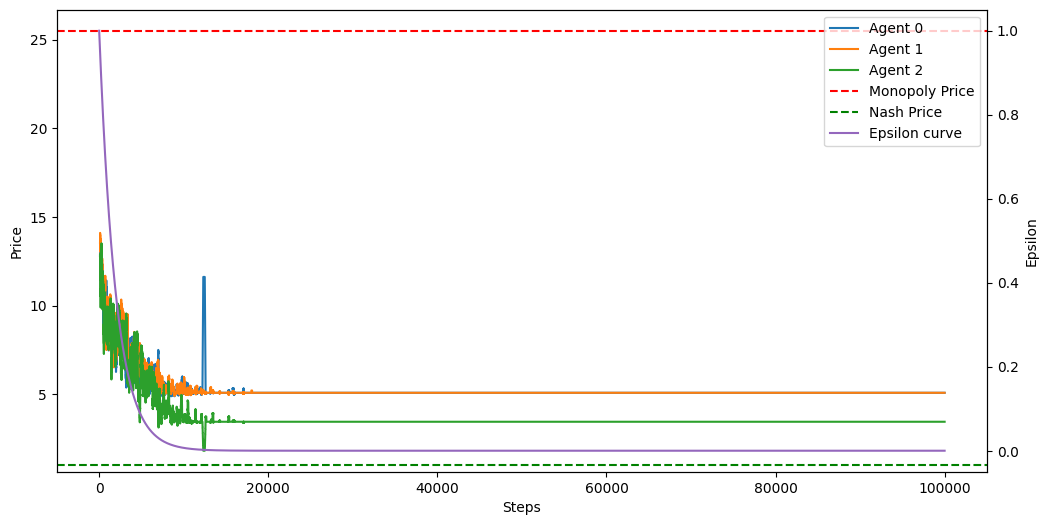 25
20
15
10
5
Price
0
20000
40000
60000
80000
100000
Steps
1.0
0.8
0.6
0.4
0.2
0.0
Epsilon
Agent 0
Agent 1
Agent 2
Monopoly Price
Nash Price
Epsilon curve